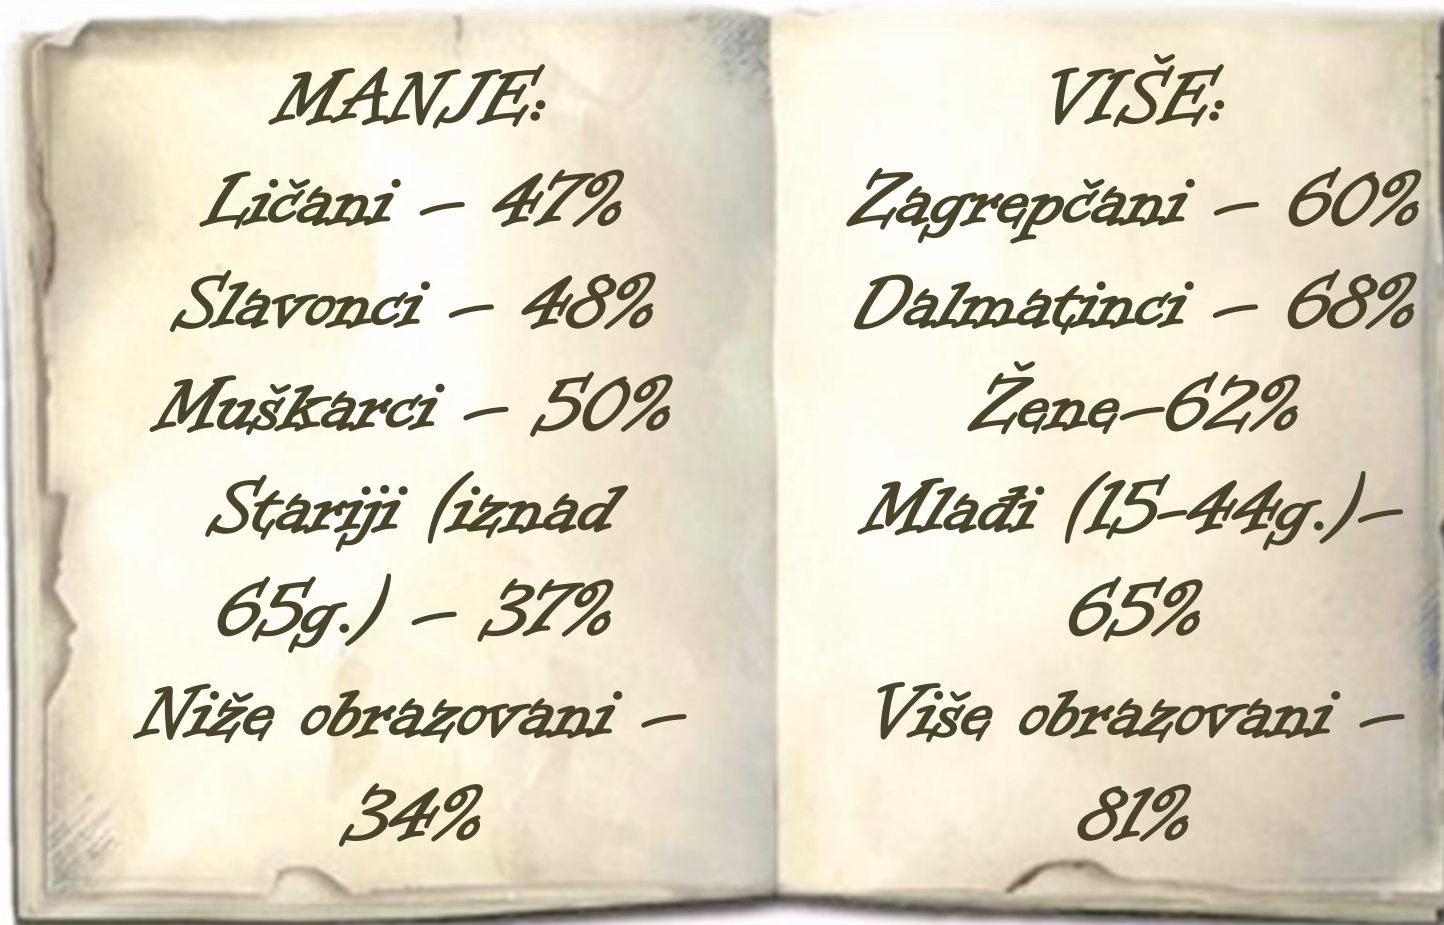 MANJE:
Ličani – 47%
Slavonci – 48%
Muškarci – 50%
Stariji (iznad
65g.) – 37%
Niže obrazovani –
34%
VIŠE:
Zagrepčani – 60%
Dalmatinci – 68%
Žene–62%
Mlađi (15-44g.)–
65%
Više obrazovani –
81%